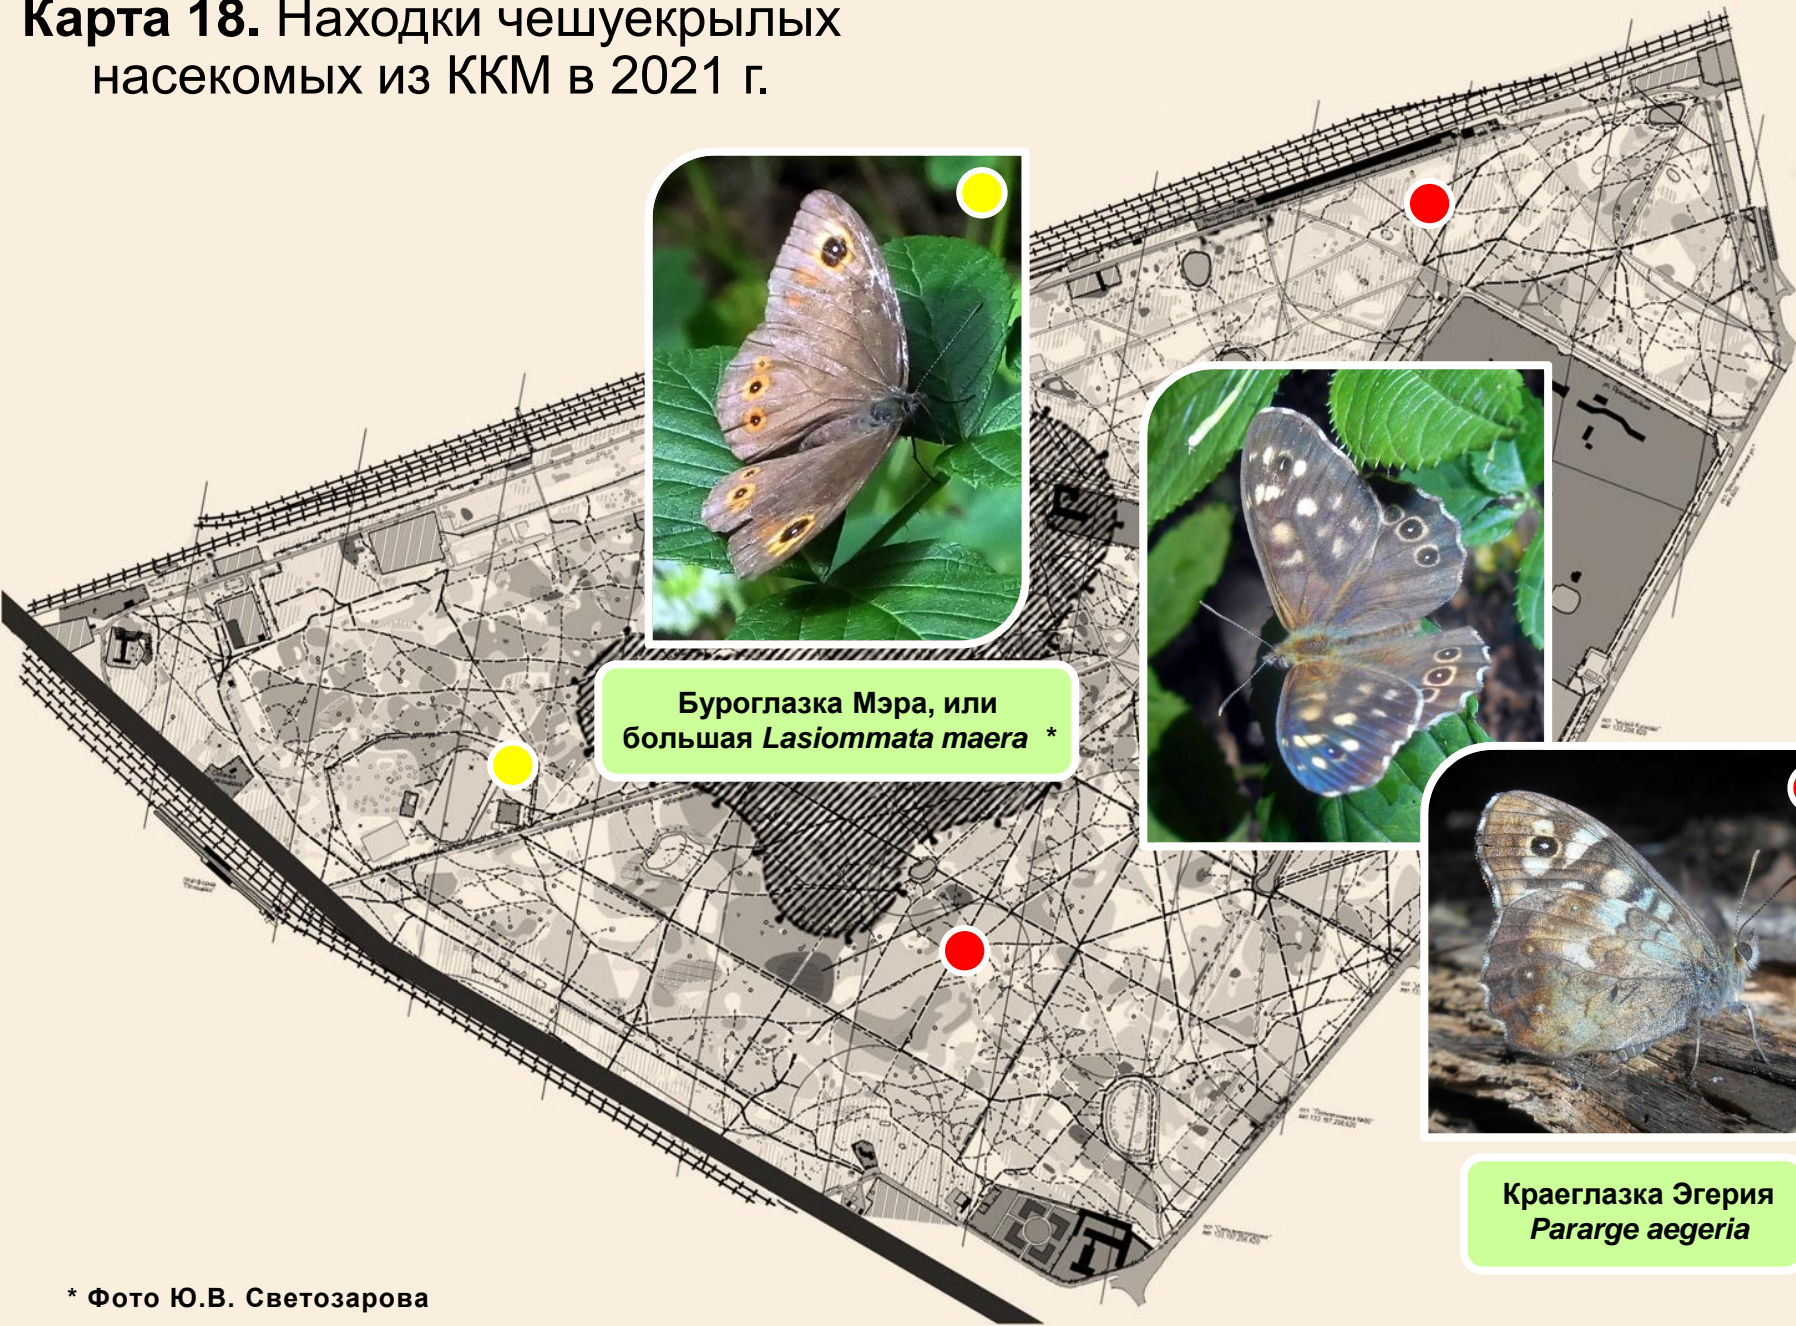 Карта 18. Находки чешуекрылых
насекомых из ККМ в 2021 г.
Буроглазка Мэра, или
большая Lasiommata maera *
Краеглазка Эгерия
Pararge aegeria
* Фото Ю.В. Светозарова